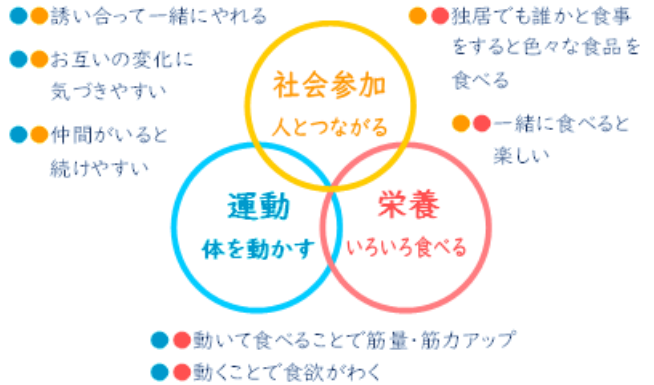 誘い合って一緒にやれる
お互いの変化に
気づきやすい
仲間がいると
続けやすい
独居でも誰かと食事
をすると色々な食品を
食べる
一緒に食べると
楽しい
社会参加
人とつながる
運動
体を動かす
栄養
いろいろ食べる
動いて食べることで筋量・筋力アップ
動くことで食欲がわく